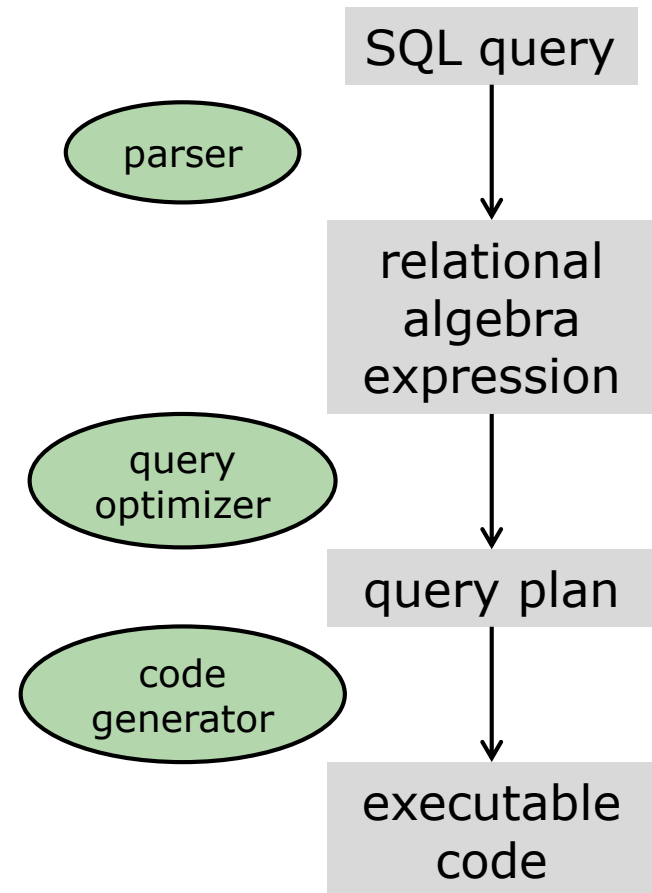 SQL query
parser
relational
algebra
expression
query
optimizer
query plan
code
generator
executable
code